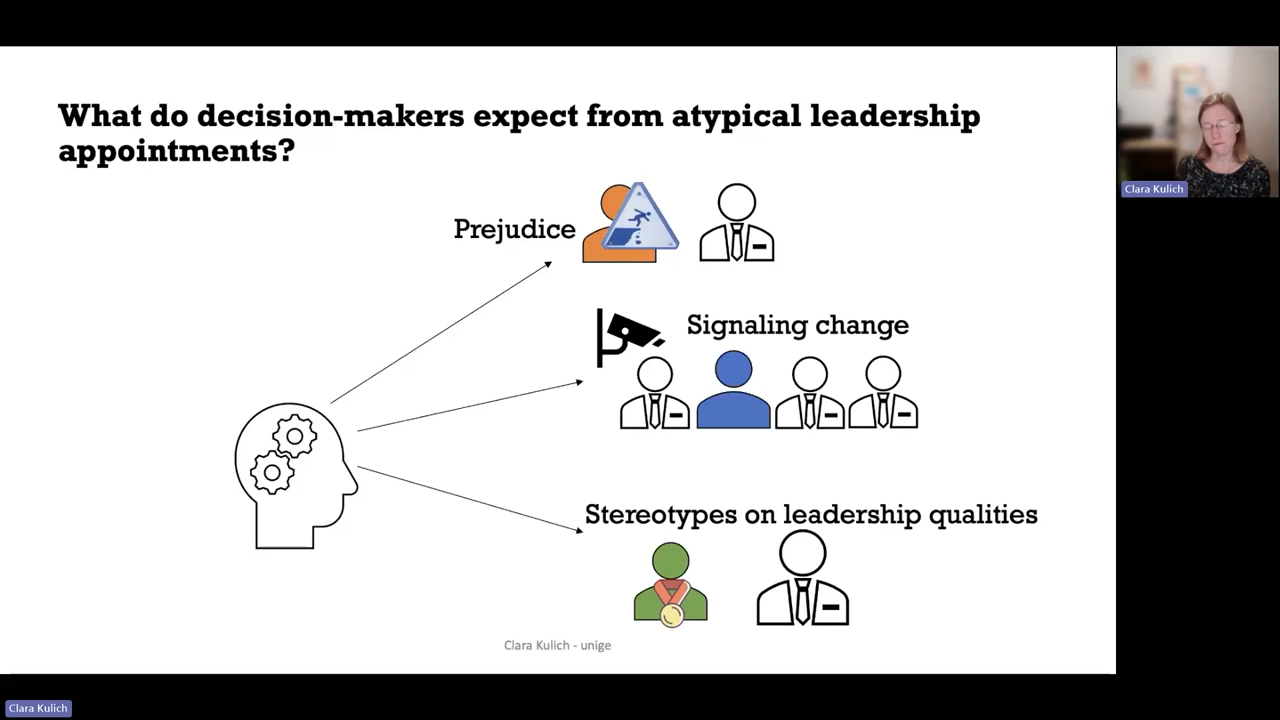 What do decision-makers expect from atypical leadership
appointments?
Prejudice
Signaling change
Stereotypes on leadership qualities
Clara Kulich - unige
Clara Kulich
Clara Kulich